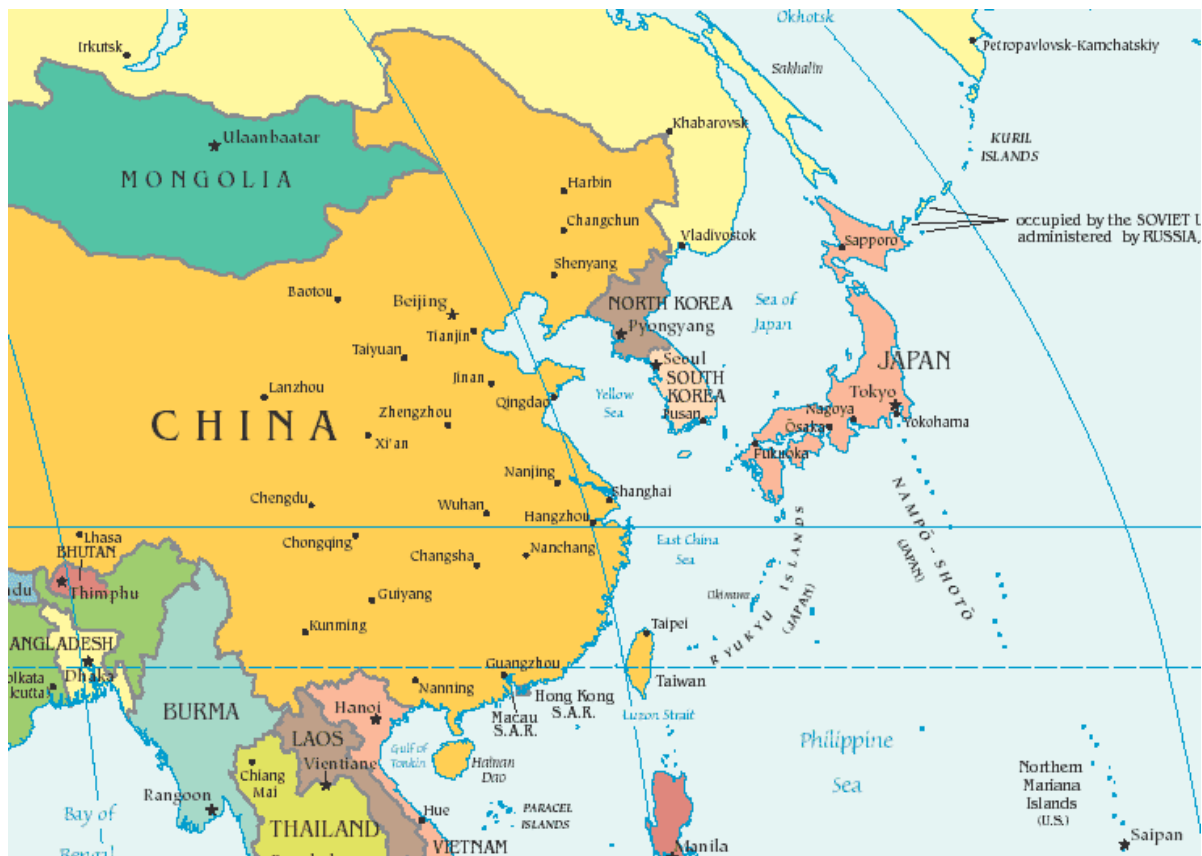 Okhotsk
Irkutsk
Petropavlovsk-Kamchatskiy
Sakhalin
Khabarovsk
Ulaanbaatar
MONGOLIA
KURIL
ISLANDS
Harbin
Changchun
occupied by the SOVIET
administered by RUSSIA,
Vladivostok
Sapporo
Shenyang
Baotou
Beijing
NORTH KOREA
Sea of
Japan
Pyongyang
Tianjin
Taiyuan
Seoul
JAPAN
SOUTH
KOREA
Jinan
Lanzhou
Qingdao
Yellow
Sea
Tokyo
Zhengzhou
Pusan
Nagoya
Ōsaka
Yokohama
CHINA
Xi'an
Fukuoka
Nanjing
Shanghai
Chengdu
Wuhan
Hangzhou
NAMPŌ-SHOTŌ
(JAPAN)
Lhasa
BHUTAN
Chongqing
Changsha
Nanchang
East China
Sea
Thimphu
Okinawa
RYUKYU ISLANDS
(JAPAN)
Guiyang
Kunming
Taipei
ANGLADESH
Dhaka
Guangzhou
Taiwan
Nanning
Hong Kong
S.A.R.
Macau
S.A.R.
BURMA
Hanoi
Luzon Strait
LAOS
Gulf of
Tonkin
Hainan
Dao
Philippine
Sea
Vientiane
Chiang
Mai
Northern
Mariana
Islands
(U.S.)
Rangoon
Hue
PARACEL
ISLANDS
Bay of
Bengal
THAILAND
VIETNAM
Manila
Saipan